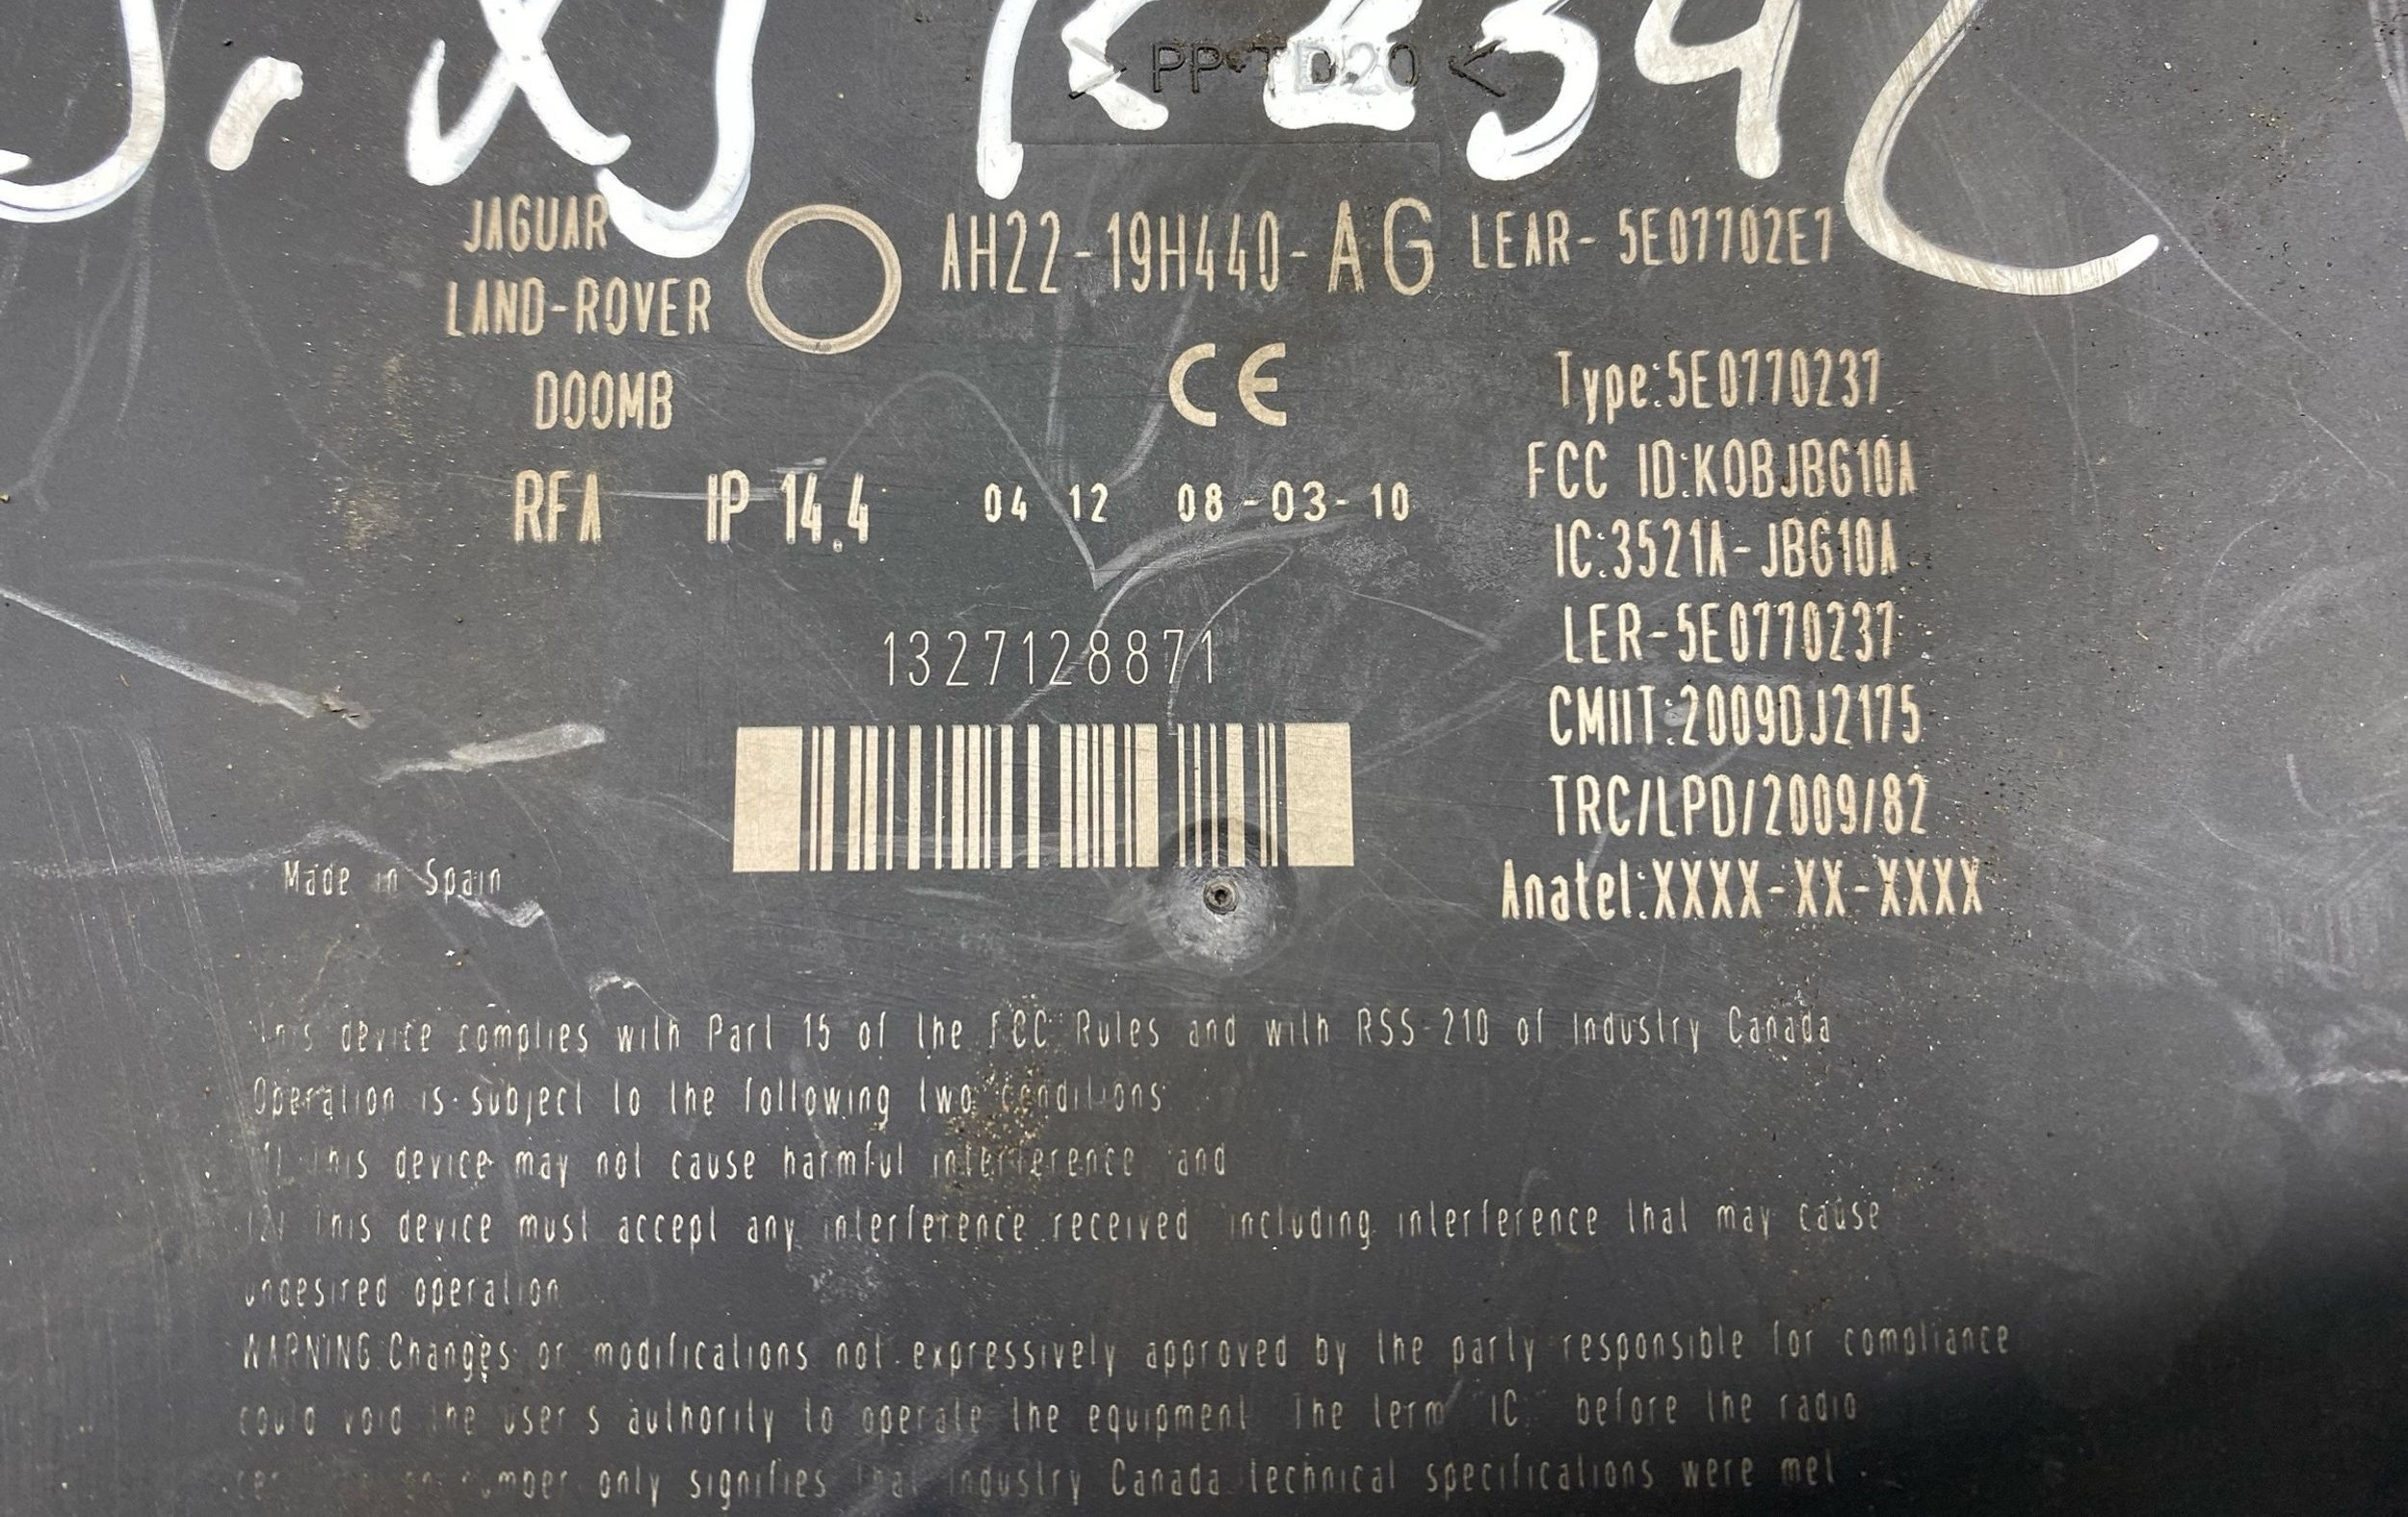 J. XJ R2342
> PP-TD20 <
JAGUAR
LAND-ROVER
DOOMB
AH22-19H440-AG LEAR-5E07702E7
CE
RFA IP 14.4 04 12 08-03-10
Type:5E0770237
FCC ID:KOBJBG10A
IC:3521A-JBG10A
LER-5E0770237
CMIIT:2009DJ2175
TRC/LPD/2009/82
Anatel:XXXX-XX-XXXX
1327128871
Made in Spain
This device complies with Part 15 of the FCC Rules and with RSS-210 of Industry Canada
Operation is subject to the following two conditions
(1) This device may not cause harmful interference and
(2) This device must accept any interference received including interference that may cause
undesired operation
WARNING:Changes or modifications not expressively approved by the party responsible for compliance
could void the user s authority to operate the equipment The term "IC:" before the radio
number only signifies that Industry Canada technical specifications were met